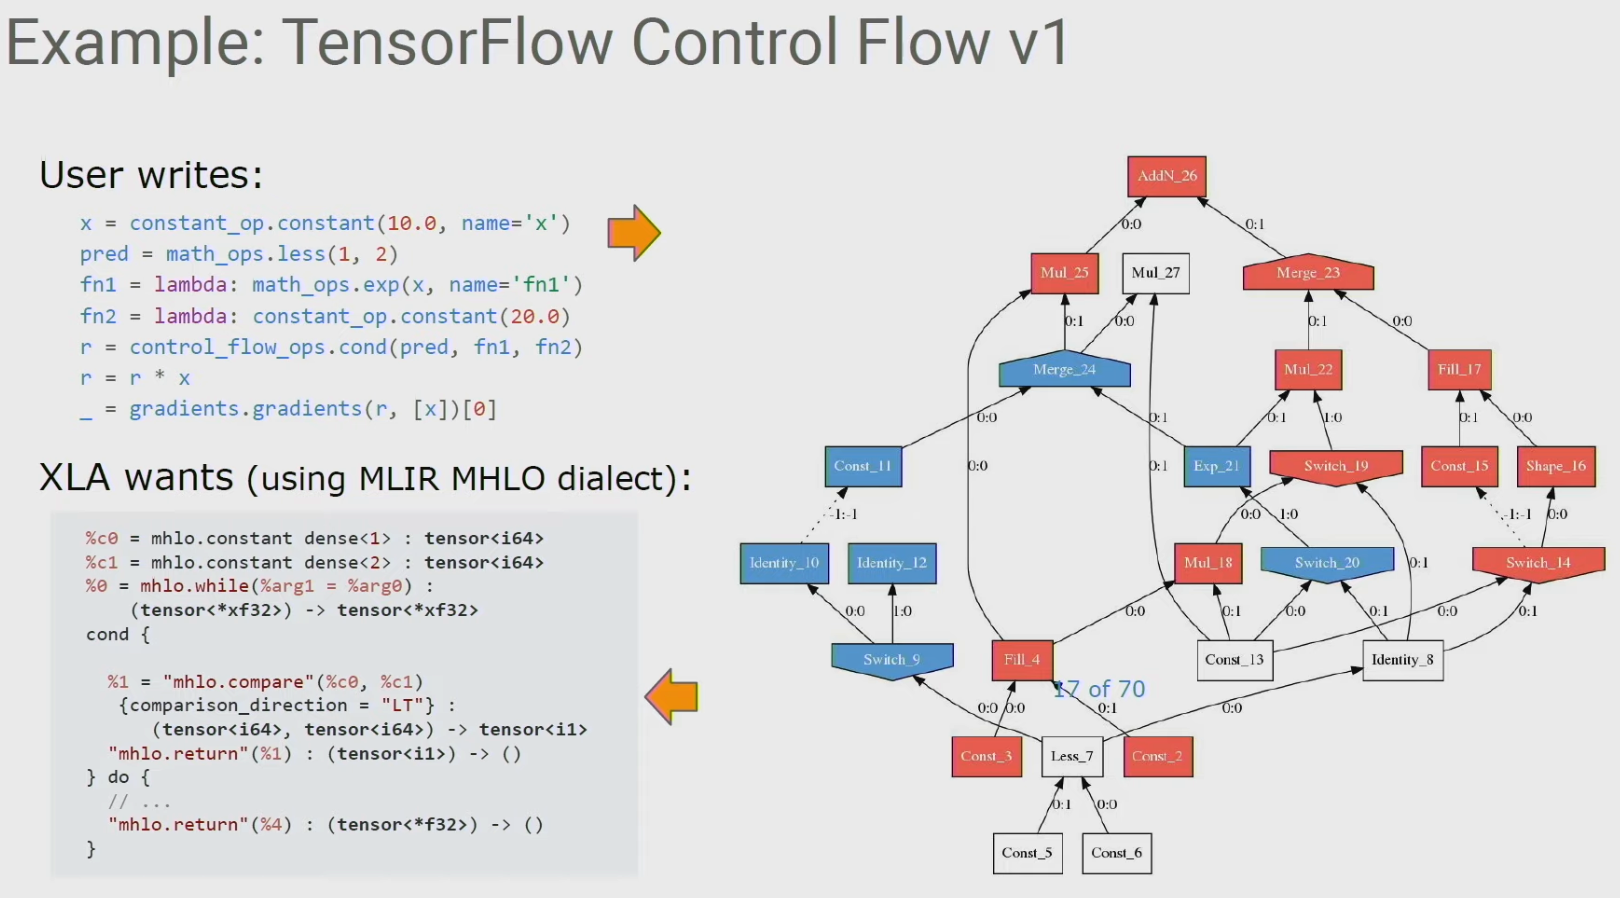 Example: TensorFlow Control Flow v1
User writes:
x = constant_op.constant(10.0, name='x')
pred = math_ops.less(1, 2)
fn1 = lambda: math_ops.exp(x, name='fn1')
fn2 = lambda: constant_op.constant(20.0)
r = control_flow_ops.cond(pred, fn1, fn2)
r = r * x
_ = gradients.gradients(r, [x])[0]
XLA wants (using MLIR MHLO dialect):
%c0 = mhlo.constant dense<1> : tensor<i64>
%c1 = mhlo.constant dense<2> : tensor<i64>
%0 = mhlo.while(%arg1 = %arg0) :
(tensor<*xf32>) -> tensor<*xf32>
cond {
%1 = "mhlo.compare"(%c0, %c1)
{comparison_direction = "LT"} :
(tensor<i64>, tensor<i64>) -> tensor<i1>
"mhlo.return"(%1) : (tensor<i1>) -> ()
} do {
// ...
"mhlo.return"(%4) : (tensor<*f32>) -> ()
}
AddN_26
0:0 0:1
Mul_25 Mul_27 Merge_23
0:1 0:0 0:1 0:0
Merge_24 Mul_22 Fill_17
0:0 0:1 0:1 1:0 0:1 0:0
Const_11 0:0 0:1 Exp_21 Switch_19 Const_15 Shape_16
-1:-1 0:0 1:0 -1:-1 0:0
Identity_10 Identity_12 Mul_18 Switch_20 0:1 Switch_14
0:0 1:0 0:0 0:1 0:0 0:1 0:0 0:1
Switch_9 Fill_4 Const_13 Identity_8
17 of 70
0:0 0:0 0:1 0:0
Const_3 Less_7 Const_2
0:1 0:0
Const_5 Const_6